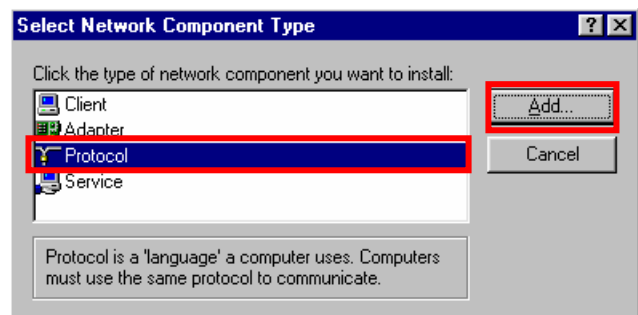 Select Network Component Type
Click the type of network component you want to install:
Client
Adapter
Protocol
Service
Add...
Cancel
Protocol is a 'language' a computer uses. Computers
must use the same protocol to communicate.